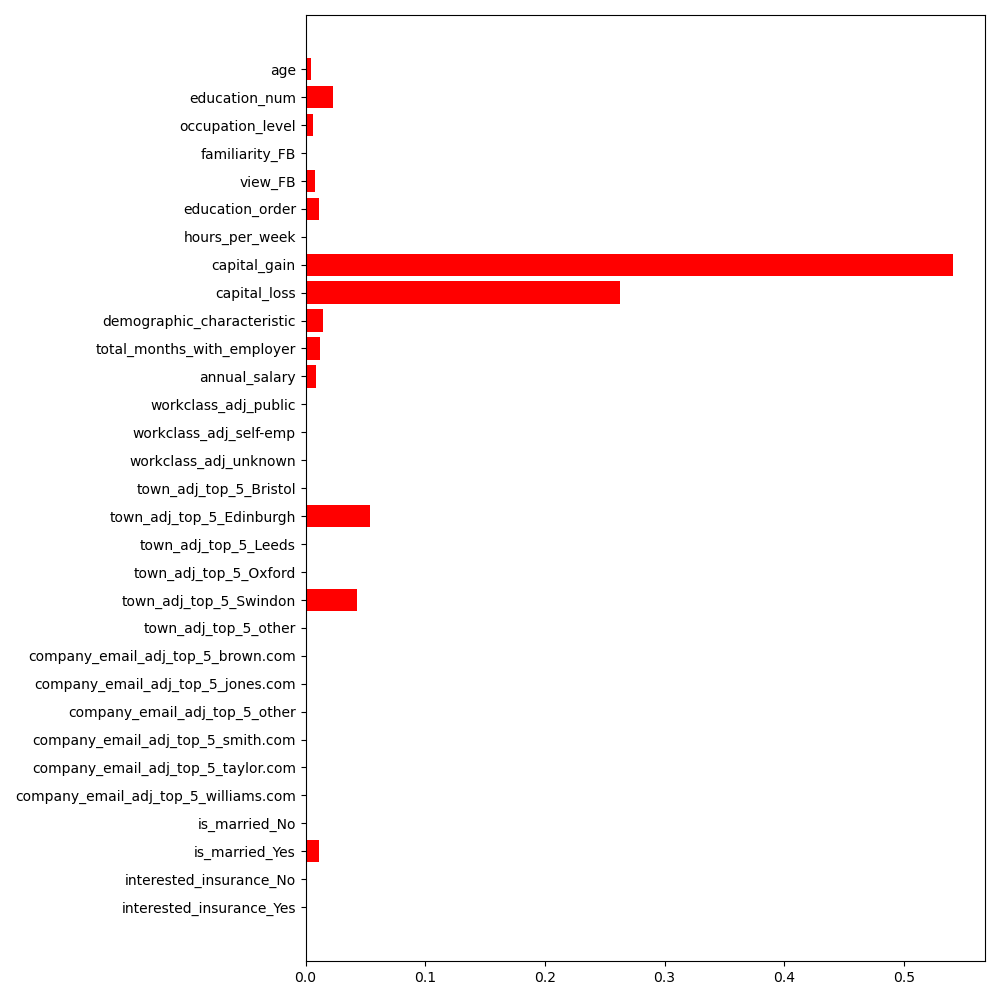 age
education_num
occupation_level
familiarity_FB
view_FB
education_order
hours_per_week
capital_gain
capital_loss
demographic_characteristic
total_months_with_employer
annual_salary
workclass_adj_public
workclass_adj_self-emp
workclass_adj_unknown
town_adj_top_5_Bristol
town_adj_top_5_Edinburgh
town_adj_top_5_Leeds
town_adj_top_5_Oxford
town_adj_top_5_Swindon
town_adj_top_5_other
company_email_adj_top_5_brown.com
company_email_adj_top_5_jones.com
company_email_adj_top_5_other
company_email_adj_top_5_smith.com
company_email_adj_top_5_taylor.com
company_email_adj_top_5_williams.com
is_married_No
is_married_Yes
interested_insurance_No
interested_insurance_Yes
0.0 0.1 0.2 0.3 0.4 0.5